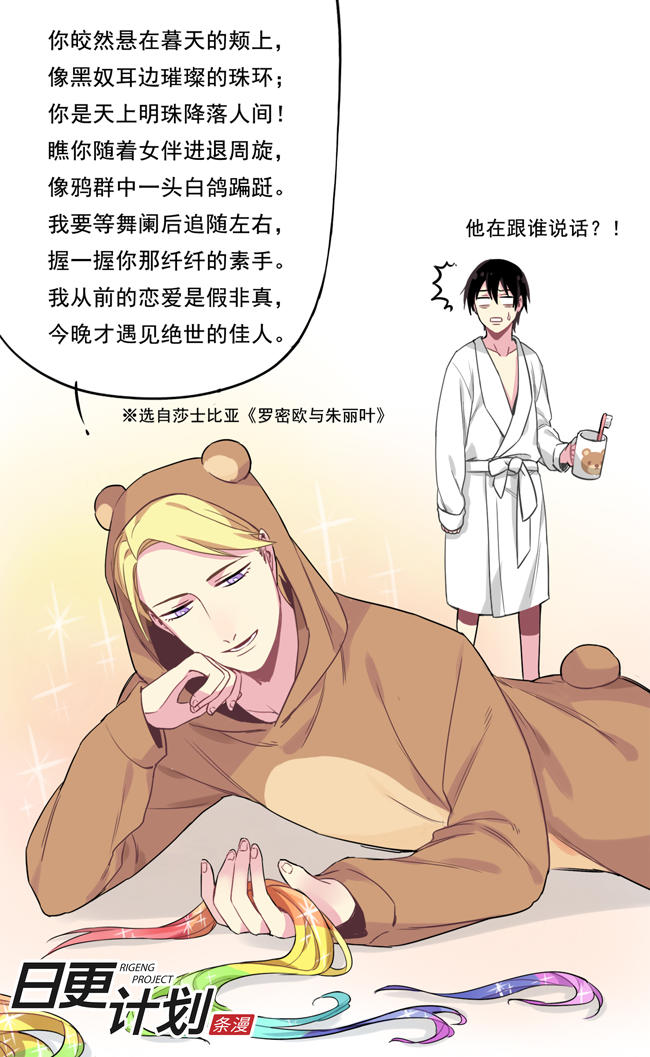 你皎然悬在暮天的颊上，
像黑奴耳边璀璨的珠环；
你是天上明珠降落人间！
瞧你随着女伴进退周旋，
像鸦群中一头白鸽蹁跹。
我要等舞阑后追随左右，
握一握你那纤纤的素手。
我从前的恋爱是假非真，
今晚才遇见绝世的佳人。
※选自莎士比亚《罗密欧与朱丽叶》
他在跟谁说话？！
日更
RIGENG
PROJECT
计划
条漫